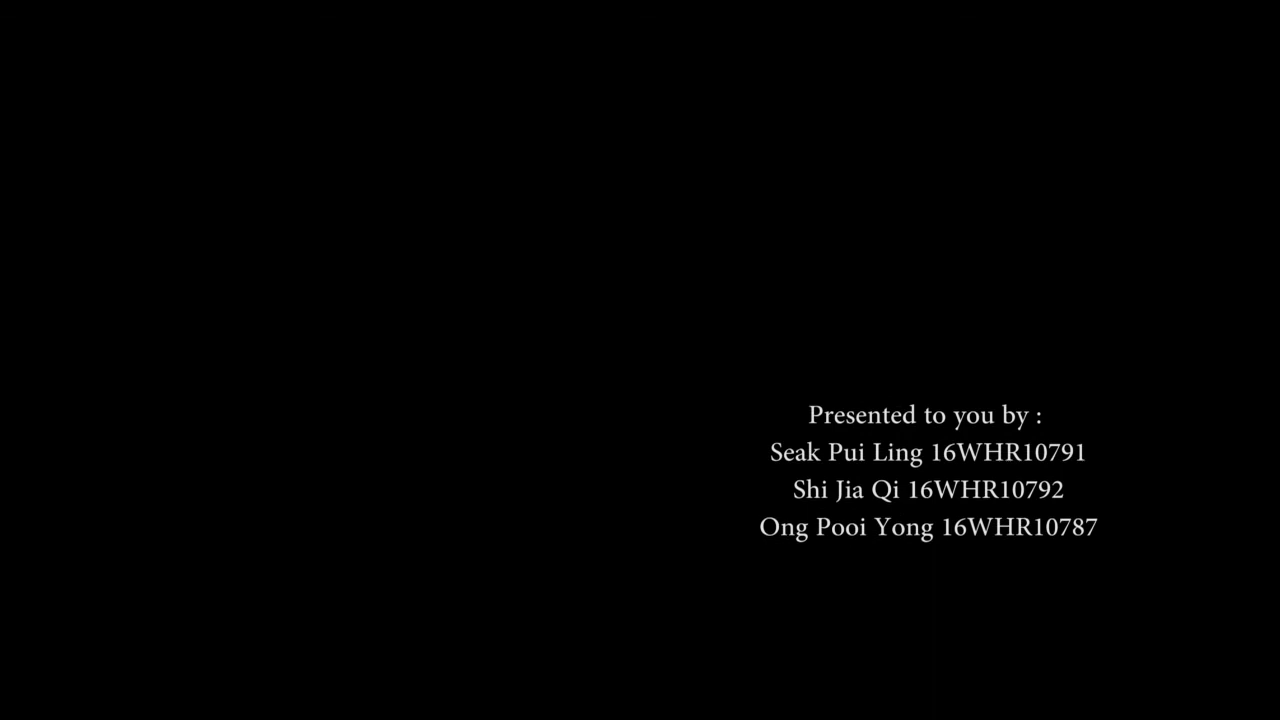 Presented to you by :
Seak Pui Ling 16WHR10791
Shi Jia Qi 16WHR10792
Ong Pooi Yong 16WHR10787